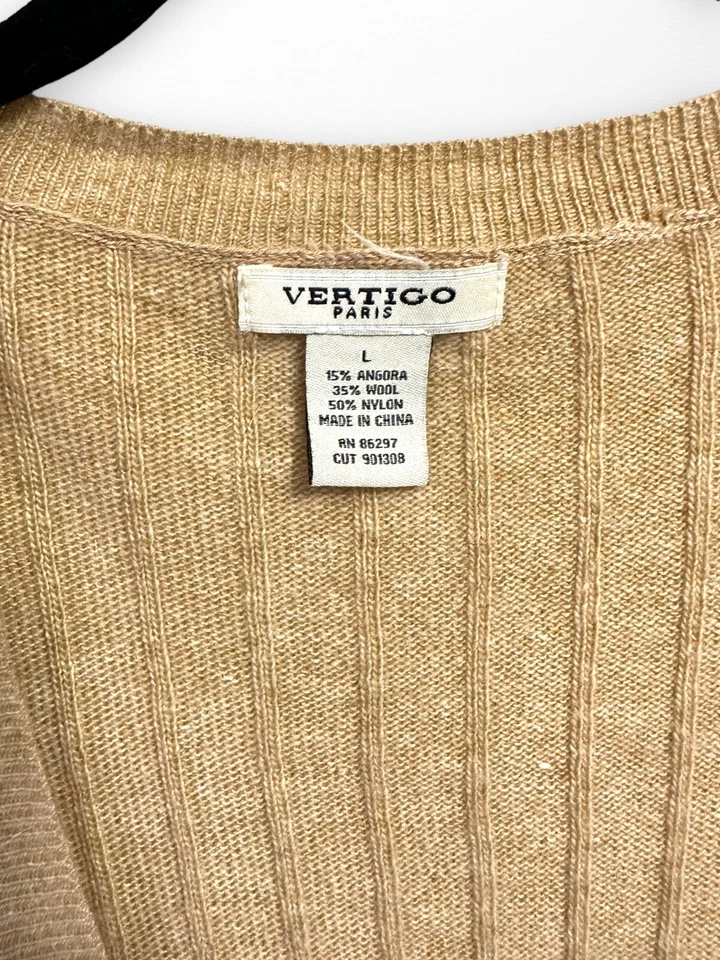 VERTIGO
PARIS
L
15% ANGORA
35% WOOL
50% NYLON
MADE IN CHINA
RN 86297
CUT 901308